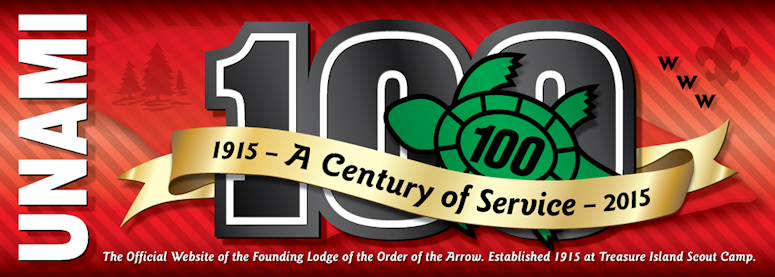 UNAMI
100
100
1915 – A Century of Service – 2015
W
W
W
The Official Website of the Founding Lodge of the Order of the Arrow. Established 1915 at Treasure Island Scout Camp.